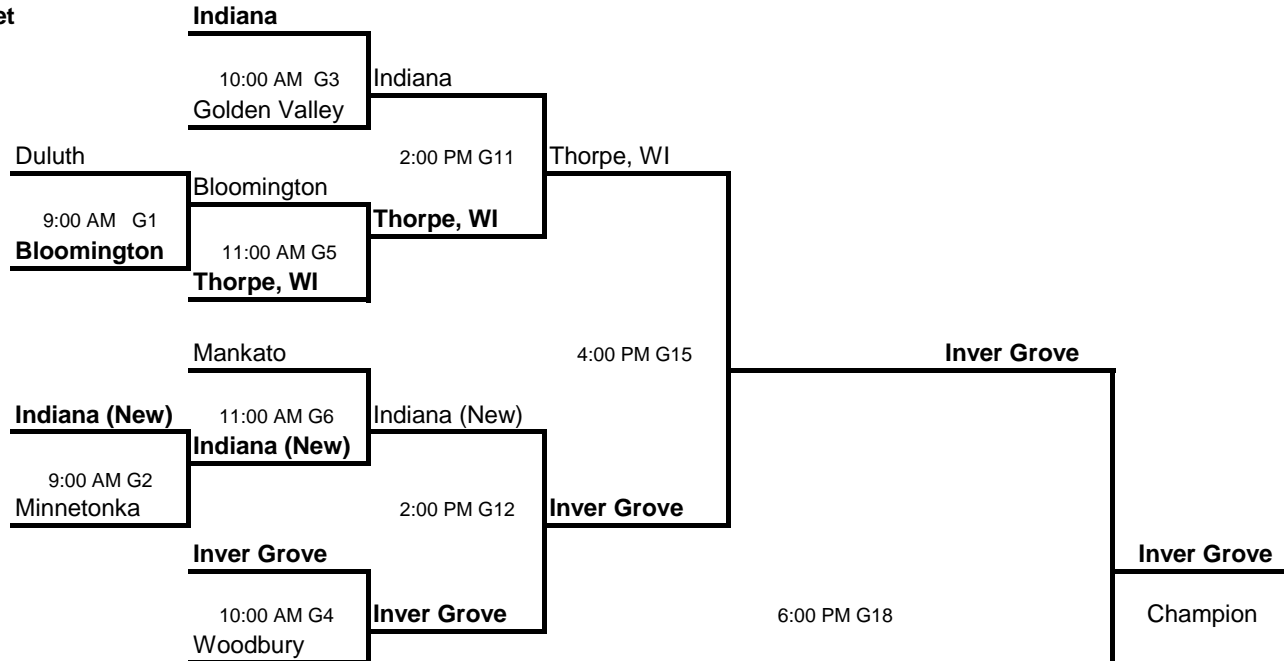 et
Indiana
10:00 AM G3
Indiana
Golden Valley
Duluth
2:00 PM G11
Thorpe, WI
Bloomington
9:00 AM G1
Thorpe, WI
Bloomington
11:00 AM G5
Thorpe, WI
Mankato
4:00 PM G15
Inver Grove
Indiana (New)
11:00 AM G6
Indiana (New)
Indiana (New)
9:00 AM G2
Minnetonka
2:00 PM G12
Inver Grove
Inver Grove
Inver Grove
10:00 AM G4
Inver Grove
6:00 PM G18
Champion
Woodbury